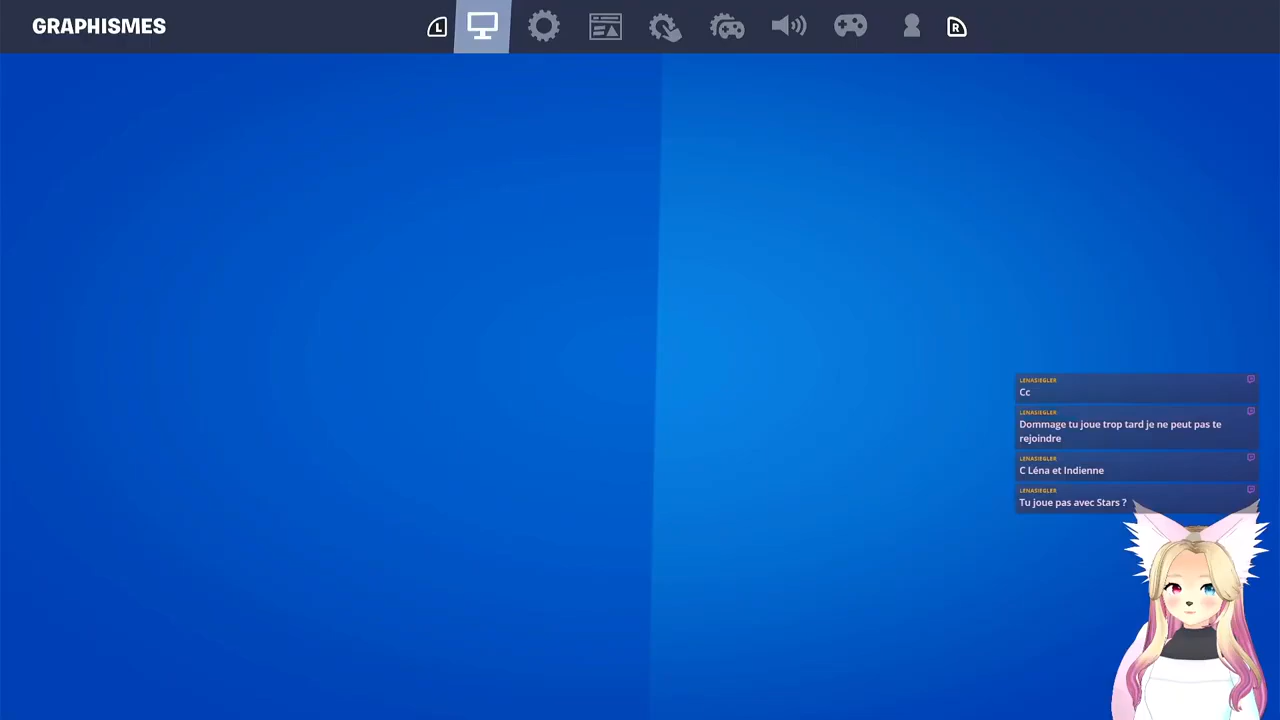 GRAPHISMES
L
R
LENASIEGLER
Cc
LENASIEGLER
Dommage tu joue trop tard je ne peut pas te
rejoindre
LENASIEGLER
C Léna et Indienne
LENASIEGLER
Tu joue pas avec Stars ?